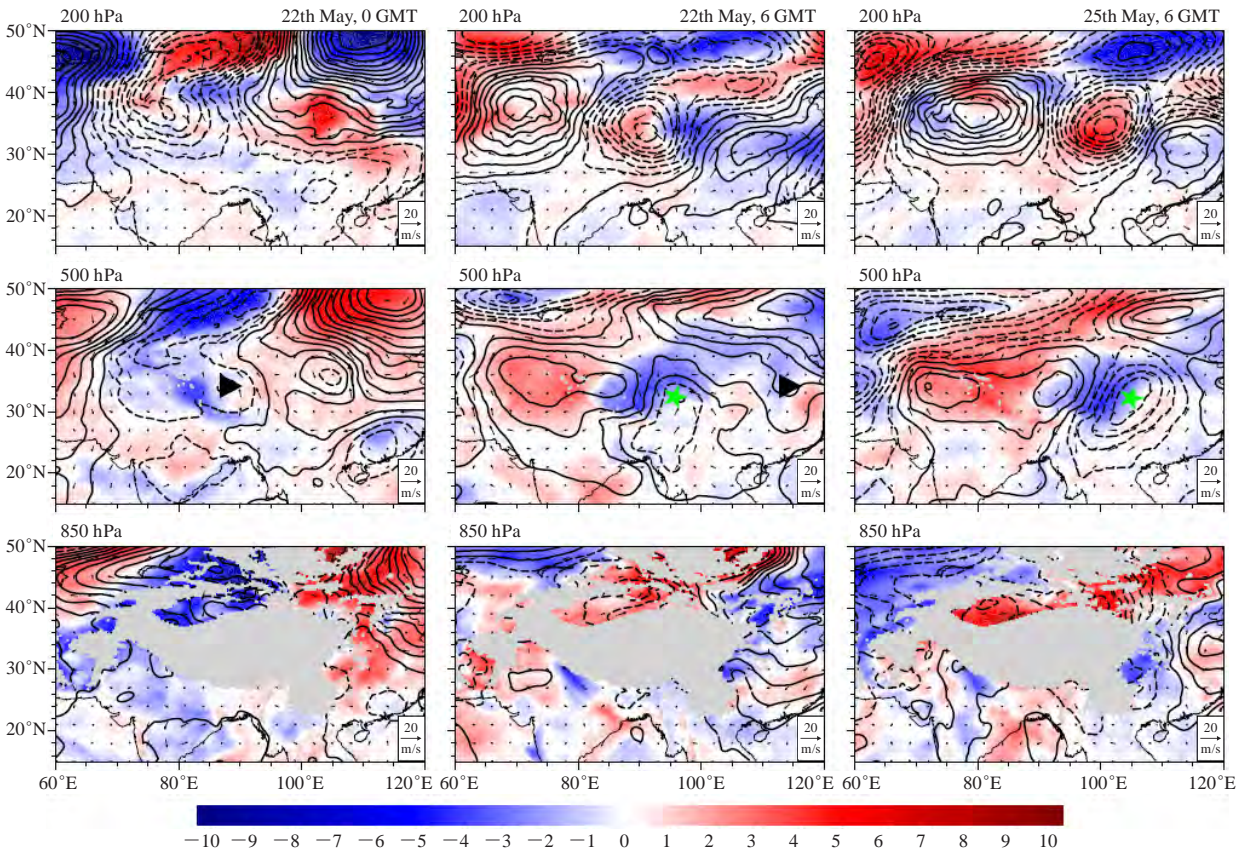 200 hPa 22th May, 0 GMT 200 hPa 22th May, 6 GMT 200 hPa 25th May, 6 GMT
50°N
40°N
30°N
20°N
20 m/s 20 m/s 20 m/s
500 hPa 500 hPa 500 hPa
50°N
40°N
30°N
20°N
20 m/s 20 m/s 20 m/s
850 hPa 850 hPa 850 hPa
50°N
40°N
30°N
20°N
20 m/s 20 m/s 20 m/s
60°E 80°E 100°E 120°E 60°E 80°E 100°E 120°E 60°E 80°E 100°E 120°E
−10 −9 −8 −7 −6 −5 −4 −3 −2 −1 0 1 2 3 4 5 6 7 8 9 10